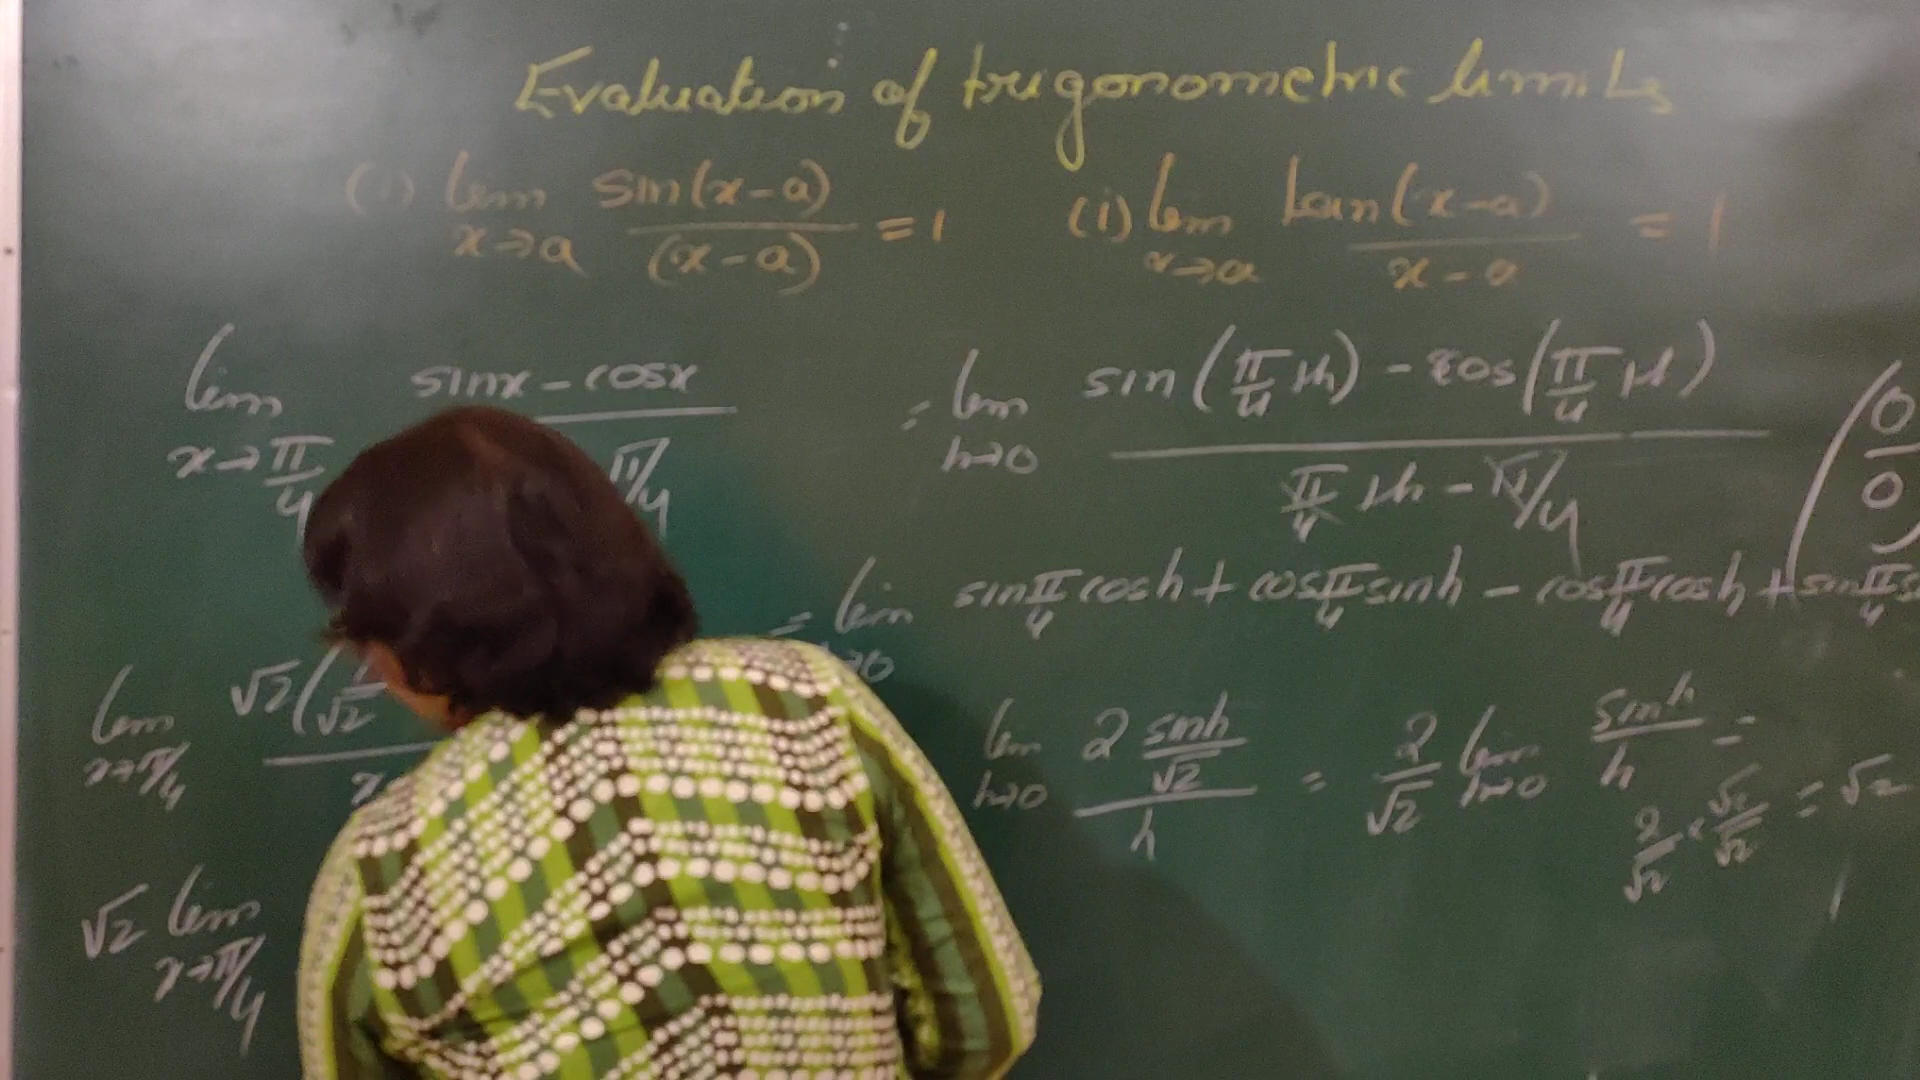 Evaluation of trigonometric limits
(i) lim x→a sin(x-a)/(x-a) = 1
(i) lim x→a tan(x-a)/x-a = 1
lim x→π/4 sinx - cosx / π/4
= lim h→0 sin(π/4+h) - cos(π/4+h) / π/4+h-π/4 (0/0)
= lim →0 sinπ/4 cosh + cosπ/4 sinh - cosπ/4 cosh + sinπ/4 s
lim h→0 2 sinh/√2 / h = 2/√2 lim h→0 sinh/h =
2/√2 × √2/√2 = √2
lim x→π/4 √2(1/√2 / x
√2 lim x→π/4